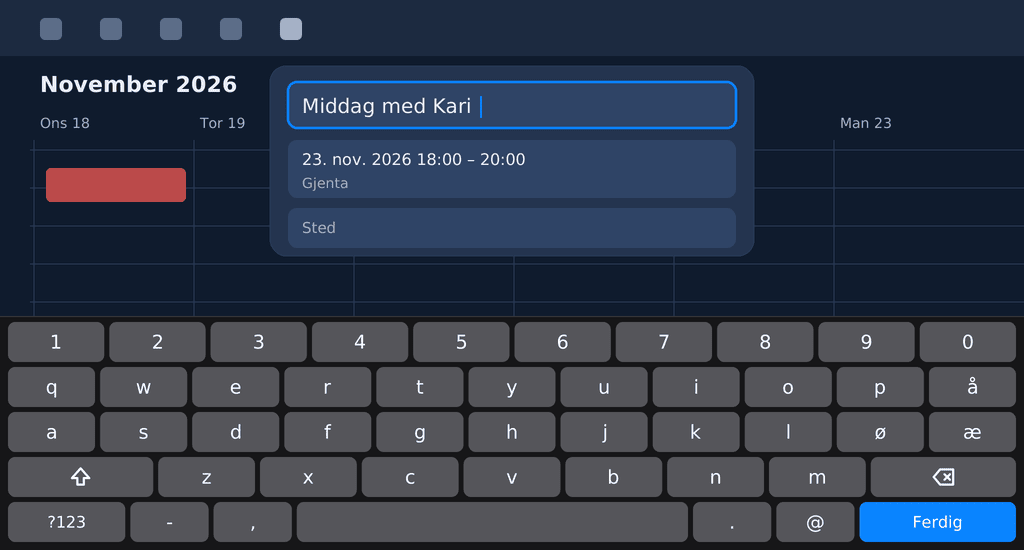 November 2026
Ons 18
Tor 19
Man 23
Middag med Kari
23. nov. 2026 18:00 – 20:00
Gjenta
Sted
1 2 3 4 5 6 7 8 9 0
q w e r t y u i o p å
a s d f g h j k l ø æ
z x c v b n m
?123 - , . @ Ferdig